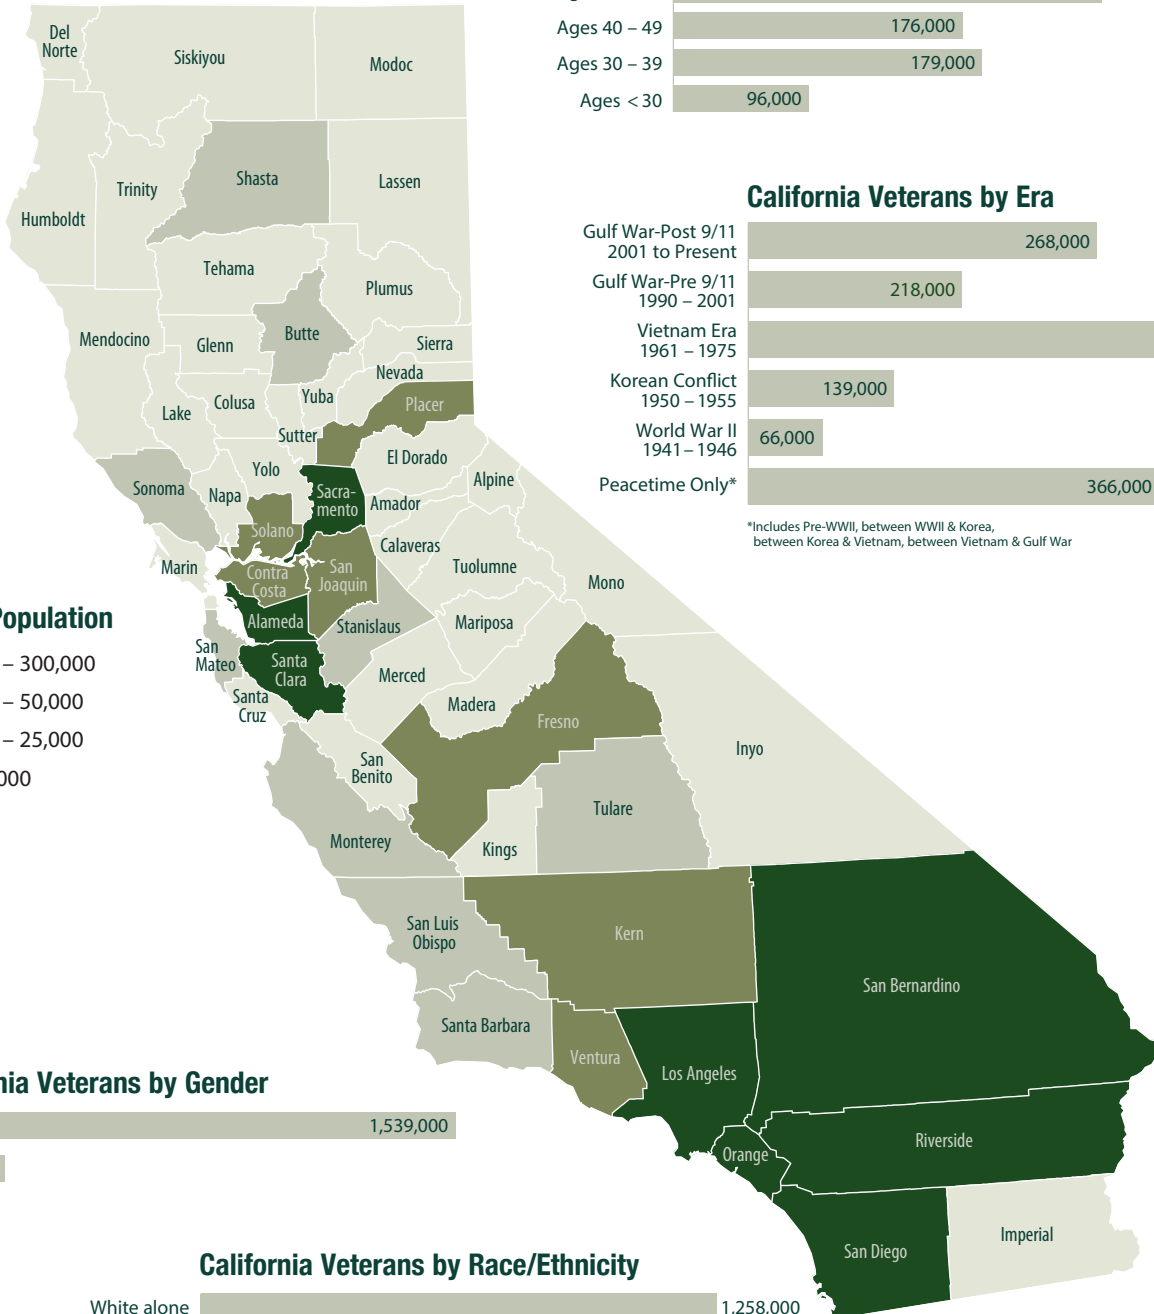 Ages 40 – 49 176,000
Ages 30 – 39 179,000
Ages < 30 96,000
California Veterans by Era
Gulf War-Post 9/11
2001 to Present
268,000
Gulf War-Pre 9/11
1990 – 2001
218,000
Vietnam Era
1961 – 1975
Korean Conflict
1950 – 1955
139,000
World War II
1941 – 1946
66,000
Peacetime Only* 366,000
*Includes Pre-WWII, between WWII & Korea,
between Korea & Vietnam, between Vietnam & Gulf War
Del
Norte
Siskiyou
Modoc
Humboldt
Trinity
Shasta
Lassen
Tehama
Plumus
Mendocino
Glenn
Butte
Sierra
Nevada
Lake
Colusa
Yuba
Placer
Sutter
El Dorado
Sonoma
Napa
Yolo
Sacra-
mento
Alpine
Amador
Solano
Calaveras
Marin
Contra
Costa
San
Joaquin
Tuolumne
Mono
Alameda
Stanislaus
Mariposa
San
Mateo
Santa
Clara
Merced
Santa
Cruz
Madera
Fresno
San
Benito
Inyo
Monterey
Kings
Tulare
San Luis
Obispo
Kern
Santa Barbara
Ventura
Los Angeles
San Bernardino
Orange
Riverside
San Diego
Imperial
Population
– 300,000
– 50,000
– 25,000
000
nia Veterans by Gender
1,539,000
California Veterans by Race/Ethnicity
White alone 1,258,000